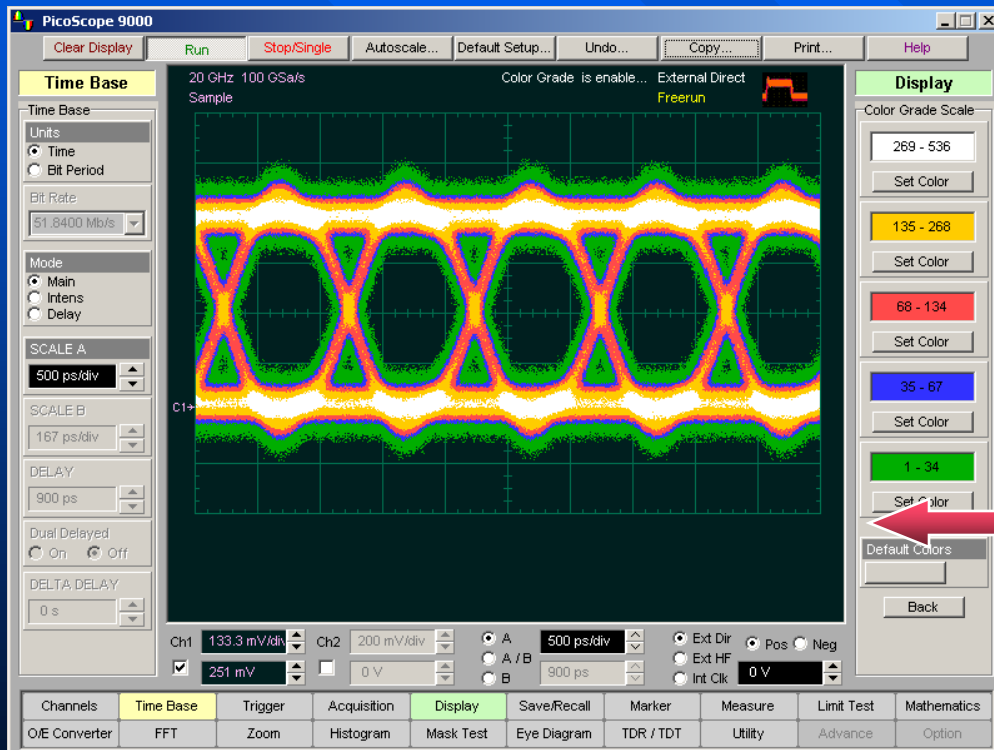 PicoScope 9000
Clear Display Run Stop/Single Autoscale... Default Setup... Undo... Copy... Print... Help
Time Base
Time Base
Units
Time
Bit Period
Bit Rate
51.8400 Mb/s
Mode
Main
Intens
Delay
SCALE A
500 ps/div
SCALE B
167 ps/div
DELAY
900 ps
Dual Delayed
On Off
DELTA DELAY
0 s
20 GHz 100 GSa/s Color Grade is enable... External Direct
Sample Freerun
C1
Display
Color Grade Scale
269 - 536
Set Color
135 - 268
Set Color
68 - 134
Set Color
35 - 67
Set Color
1 - 34
Set Color
Default Colors
Back
Ch1 133.3 mV/div Ch2 200 mV/div A 500 ps/div Ext Dir Pos Neg
A / B Ext HF
251 mV 0 V B 900 ps Int Clk 0 V
Channels Time Base Trigger Acquisition Display Save/Recall Marker Measure Limit Test Mathematics
O/E Converter FFT Zoom Histogram Mask Test Eye Diagram TDR / TDT Utility Advance Option